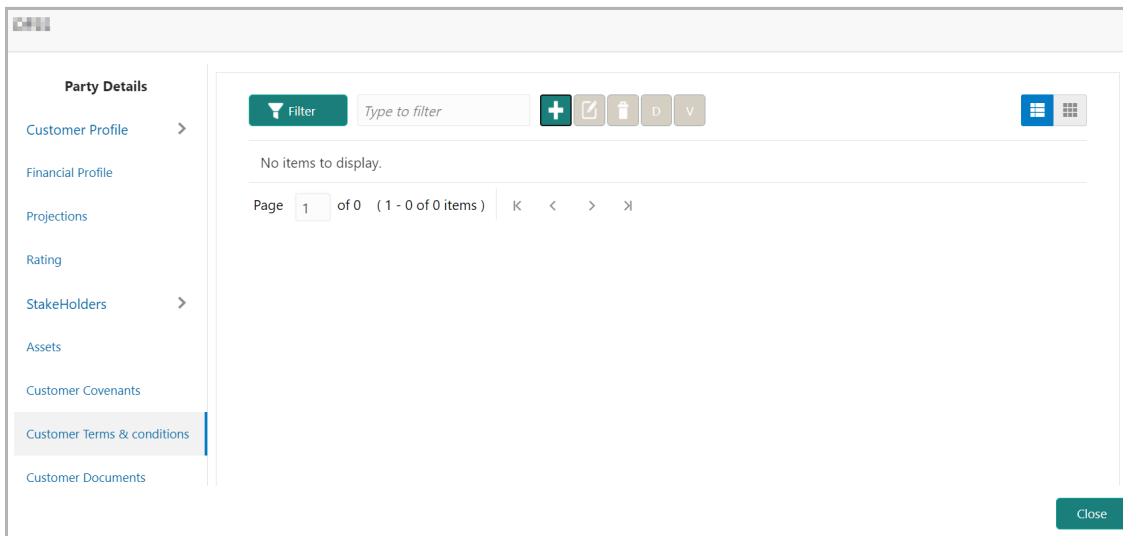 Party Details
Customer Profile
Financial Profile
Projections
Rating
StakeHolders
Assets
Customer Covenants
Customer Terms & conditions
Customer Documents
Filter Type to filter D V
No items to display.
Page 1 of 0 ( 1 - 0 of 0 items )
Close